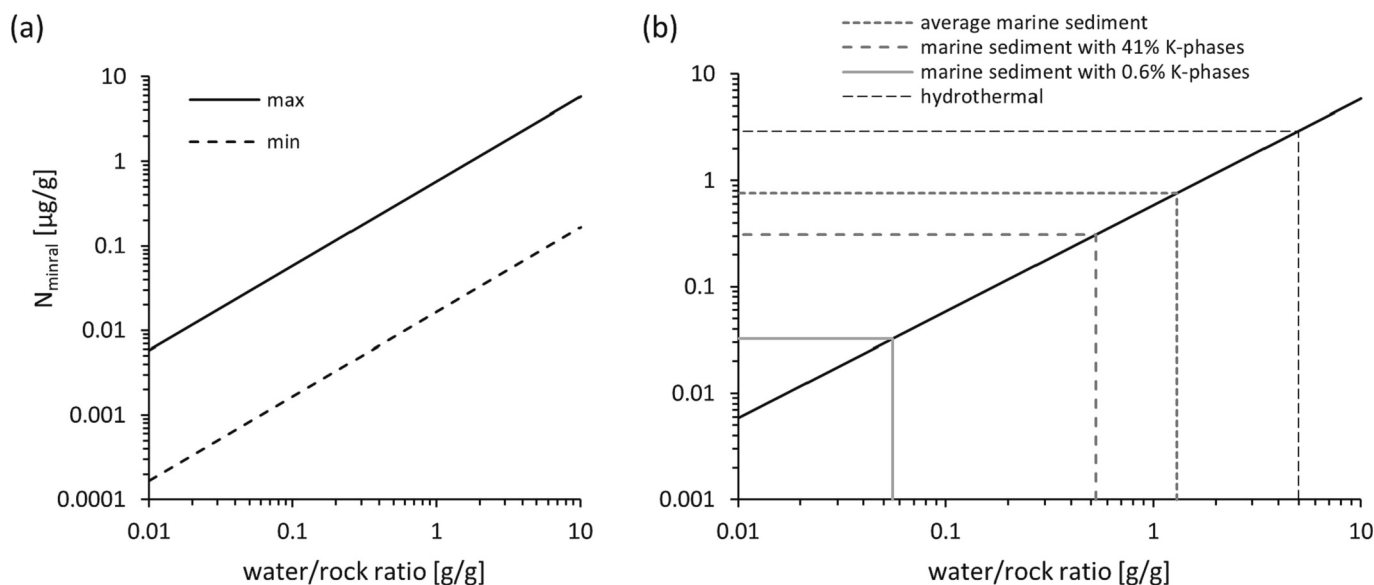 (a)
10
1
0.1
0.01
0.001
0.0001
N_minral [µg/g]
max
min
0.01
0.1
1
10
water/rock ratio [g/g]
(b)
average marine sediment
marine sediment with 41% K-phases
marine sediment with 0.6% K-phases
hydrothermal
10
1
0.1
0.01
0.001
0.01
0.1
1
10
water/rock ratio [g/g]